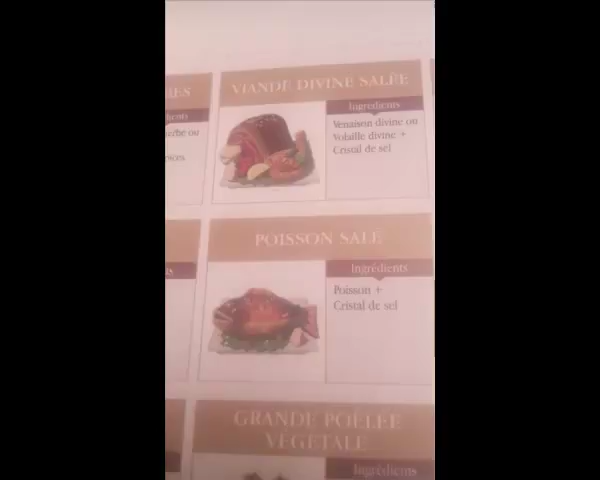 VIANDE DIVINE SALÉE
Ingrédients
Venaison divine ou
Volaille divine +
Cristal de sel
POISSON SALÉ
Ingrédients
Poisson +
Cristal de sel
GRANDE POÊLÉE
VÉGÉTALE
Ingrédients